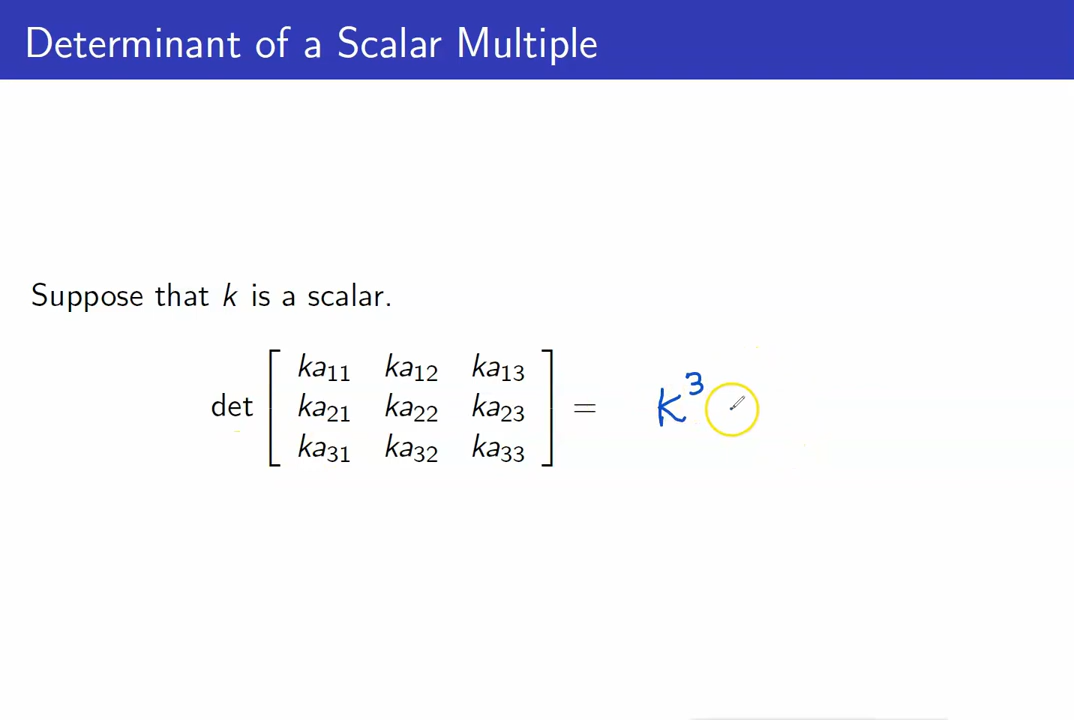 Determinant of a Scalar Multiple
Suppose that k is a scalar.
det [ ka₁₁ ka₁₂ ka₁₃
ka₂₁ ka₂₂ ka₂₃
ka₃₁ ka₃₂ ka₃₃ ] = k³